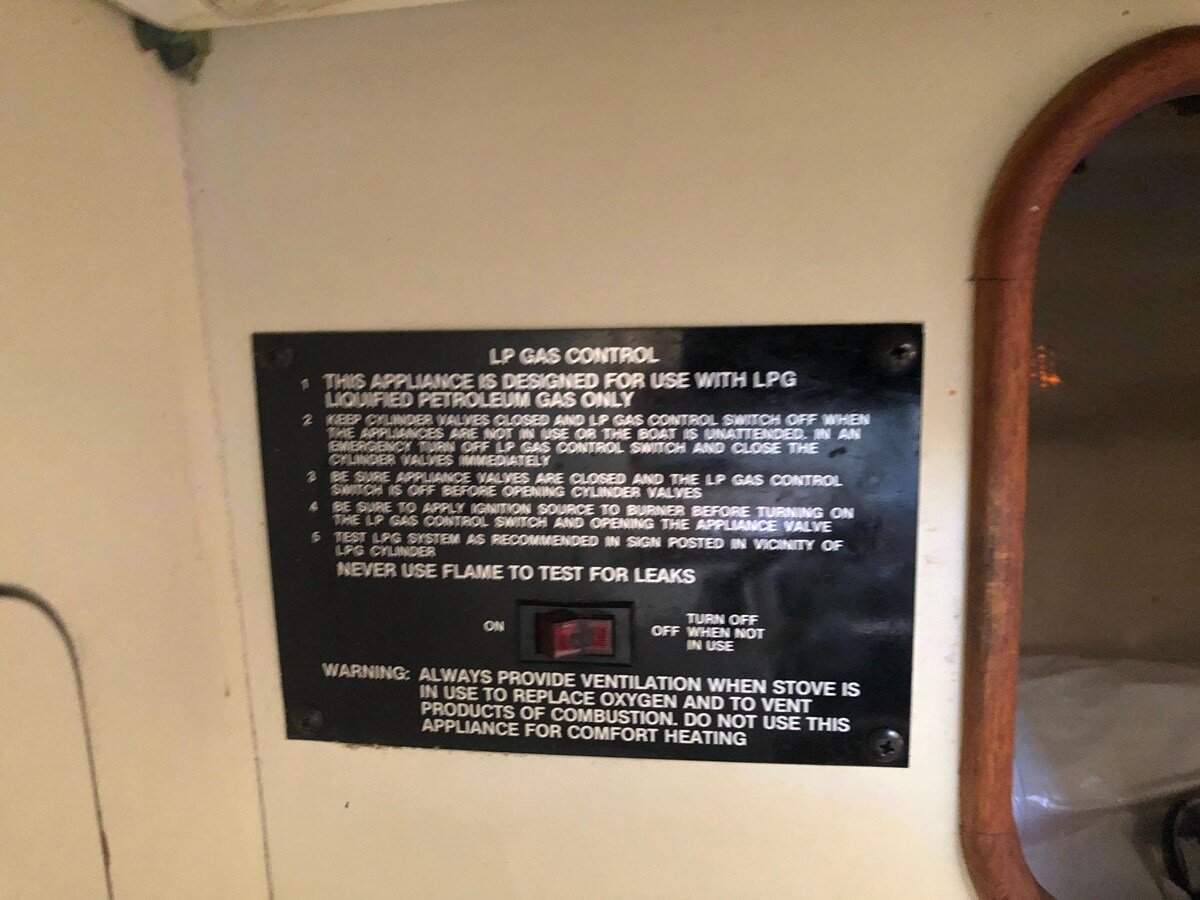 LP GAS CONTROL
1 THIS APPLIANCE IS DESIGNED FOR USE WITH LPG
LIQUIFIED PETROLEUM GAS ONLY
2 KEEP CYLINDER VALVES CLOSED AND LP GAS CONTROL SWITCH OFF WHEN
THE APPLIANCES ARE NOT IN USE OR THE BOAT IS UNATTENDED. IN AN
EMERGENCY TURN OFF LP GAS CONTROL SWITCH AND CLOSE THE
CYLINDER VALVES IMMEDIATELY
3 BE SURE APPLIANCE VALVES ARE CLOSED AND THE LP GAS CONTROL
SWITCH IS OFF BEFORE OPENING CYLINDER VALVES
4 BE SURE TO APPLY IGNITION SOURCE TO BURNER BEFORE TURNING ON
THE LP GAS CONTROL SWITCH AND OPENING THE APPLIANCE VALVE
5 TEST LPG SYSTEM AS RECOMMENDED IN SIGN POSTED IN VICINITY OF
LPG CYLINDER
NEVER USE FLAME TO TEST FOR LEAKS
ON
OFF
TURN OFF
WHEN NOT
IN USE
WARNING: ALWAYS PROVIDE VENTILATION WHEN STOVE IS
IN USE TO REPLACE OXYGEN AND TO VENT
PRODUCTS OF COMBUSTION. DO NOT USE THIS
APPLIANCE FOR COMFORT HEATING